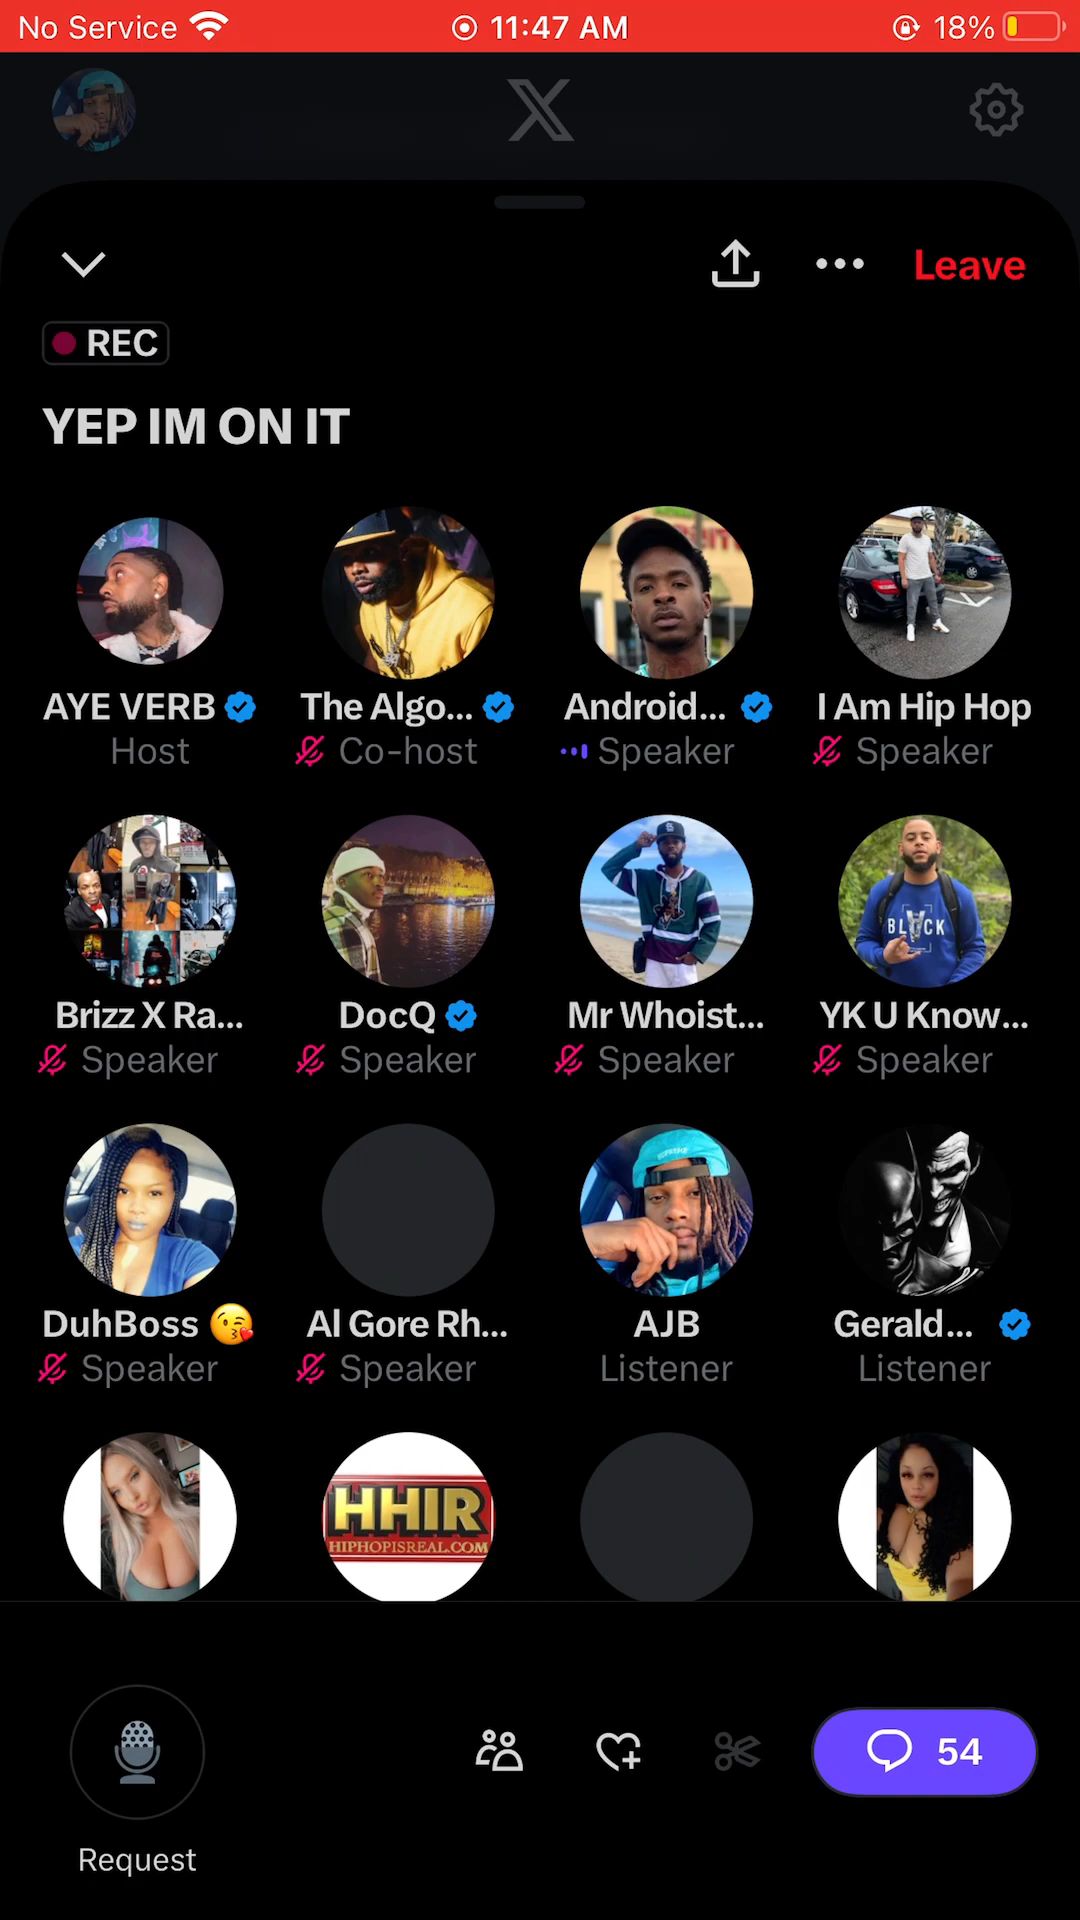 No Service 11:47 AM 18%
Leave
REC
YEP IM ON IT
AYE VERB The Algo... Android... I Am Hip Hop
Host Co-host Speaker Speaker
BLACK
Brizz X Ra... DocQ Mr Whoist... YK U Know...
Speaker Speaker Speaker Speaker
SUPREME
DuhBoss 😘 Al Gore Rh... AJB Gerald...
Speaker Speaker Listener Listener
HHIR
HIPHOPISREAL.COM
54
Request